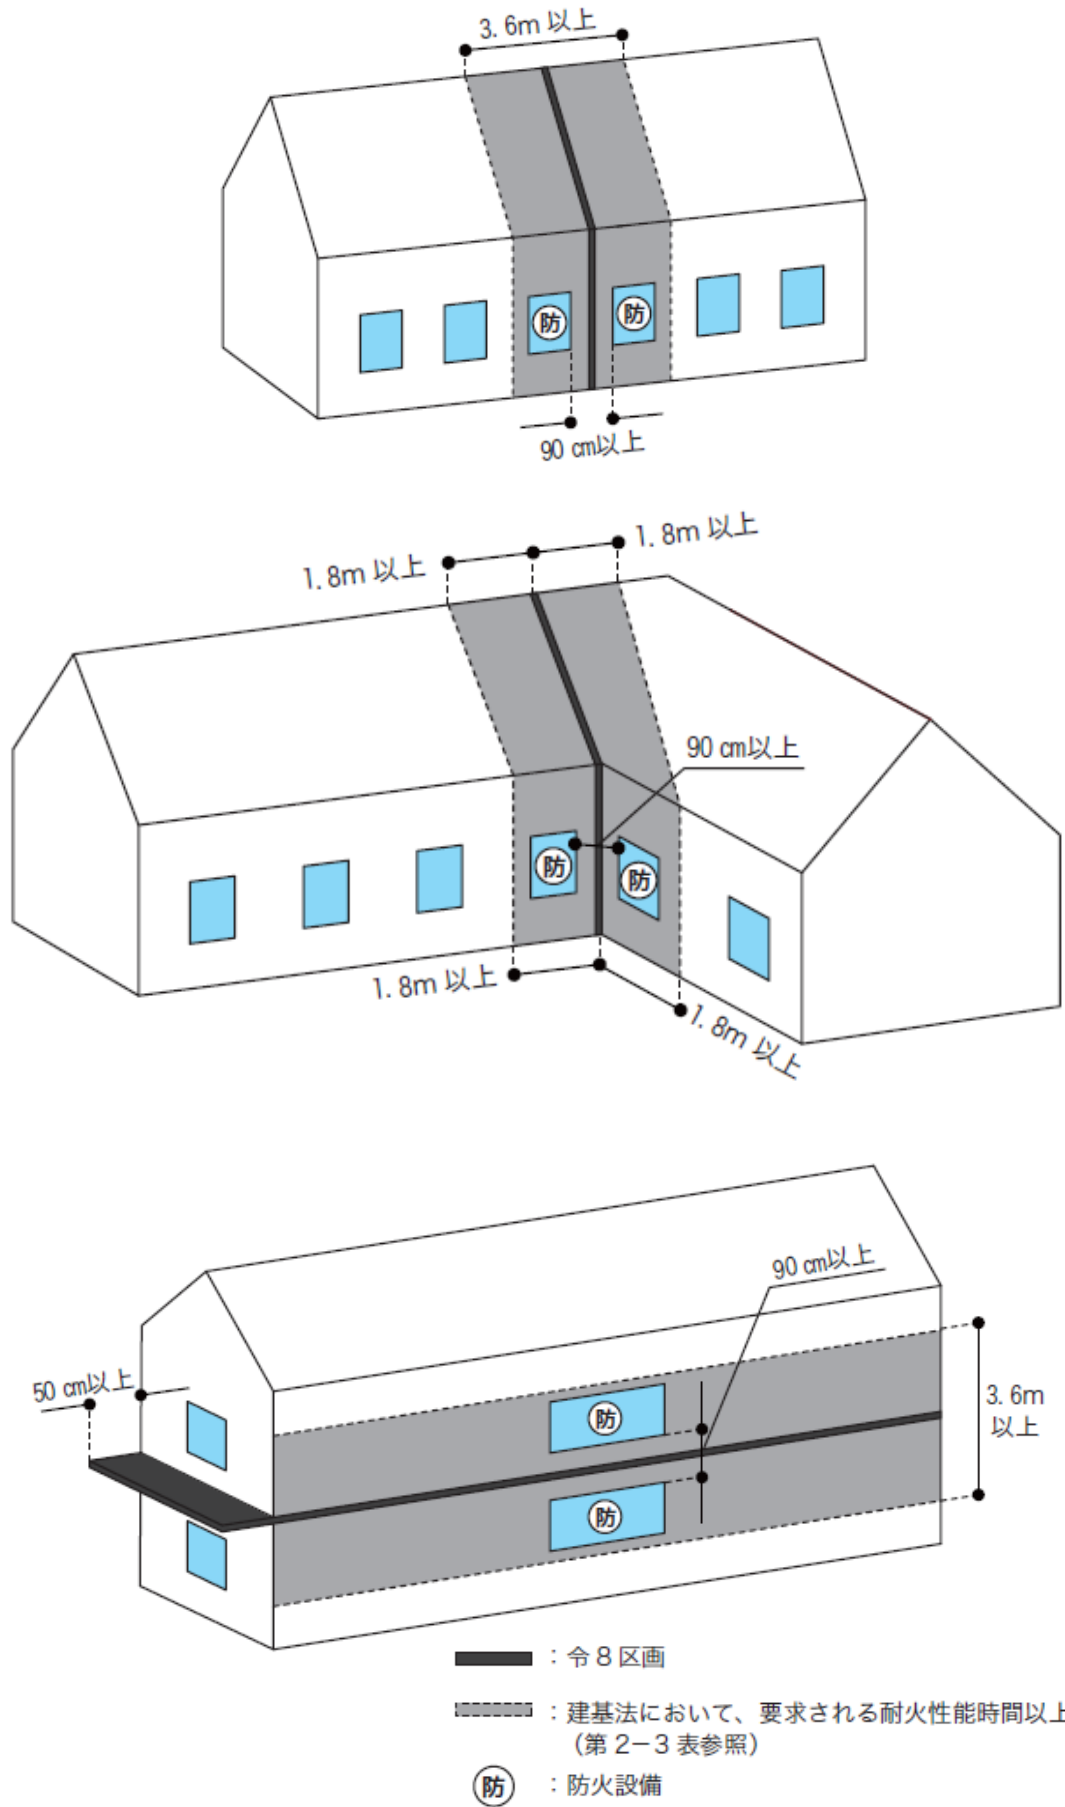 3. 6m 以上
防
防
90 cm以上
1. 8m 以上
1. 8m 以上
90 cm以上
防
防
1. 8m 以上
1. 8m 以上
90 cm以上
50 cm以上
防
3. 6m
以上
防
：令 8 区画
：建基法において、要求される耐火性能時間以上
（第 2－3 表参照）
防 ：防火設備